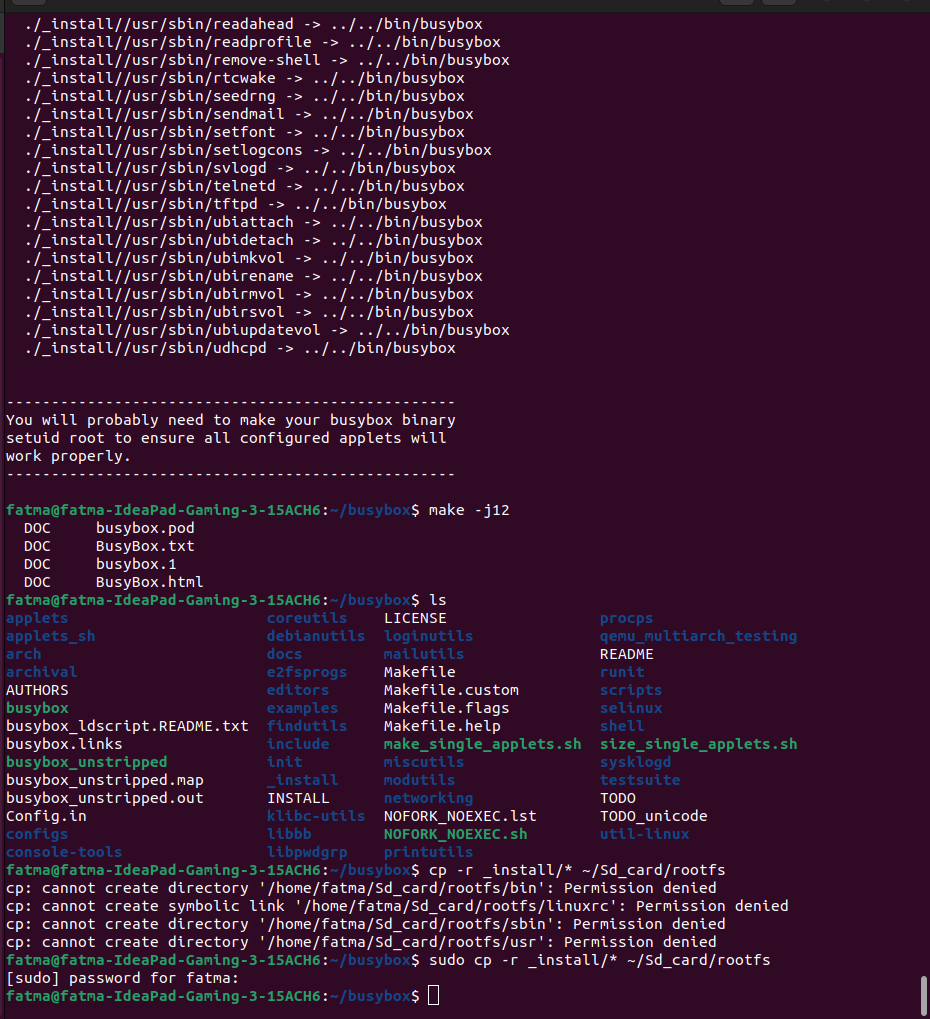 ./_install//usr/sbin/readahead -> ../../bin/busybox
./_install//usr/sbin/readprofile -> ../../bin/busybox
./_install//usr/sbin/remove-shell -> ../../bin/busybox
./_install//usr/sbin/rtcwake -> ../../bin/busybox
./_install//usr/sbin/seedrng -> ../../bin/busybox
./_install//usr/sbin/sendmail -> ../../bin/busybox
./_install//usr/sbin/setfont -> ../../bin/busybox
./_install//usr/sbin/setlogcons -> ../../bin/busybox
./_install//usr/sbin/svlogd -> ../../bin/busybox
./_install//usr/sbin/telnetd -> ../../bin/busybox
./_install//usr/sbin/tftpd -> ../../bin/busybox
./_install//usr/sbin/ubiattach -> ../../bin/busybox
./_install//usr/sbin/ubidetach -> ../../bin/busybox
./_install//usr/sbin/ubimkvol -> ../../bin/busybox
./_install//usr/sbin/ubirename -> ../../bin/busybox
./_install//usr/sbin/ubirmvol -> ../../bin/busybox
./_install//usr/sbin/ubirsvol -> ../../bin/busybox
./_install//usr/sbin/ubiupdatevol -> ../../bin/busybox
./_install//usr/sbin/udhcpd -> ../../bin/busybox
--------------------------------------------------
You will probably need to make your busybox binary
setuid root to ensure all configured applets will
work properly.
--------------------------------------------------
fatma@fatma-IdeaPad-Gaming-3-15ACH6:~/busybox$ make -j12
DOC     busybox.pod
DOC     BusyBox.txt
DOC     busybox.1
DOC     BusyBox.html
fatma@fatma-IdeaPad-Gaming-3-15ACH6:~/busybox$ ls
applets coreutils LICENSE procps
applets_sh debianutils loginutils qemu_multiarch_testing
arch docs mailutils README
archival e2fsprogs Makefile runit
AUTHORS editors Makefile.custom scripts
busybox examples Makefile.flags selinux
busybox_ldscript.README.txt findutils Makefile.help shell
busybox.links include make_single_applets.sh size_single_applets.sh
busybox_unstripped init miscutils sysklogd
busybox_unstripped.map _install modutils testsuite
busybox_unstripped.out INSTALL networking TODO
Config.in klibc-utils NOFORK_NOEXEC.lst TODO_unicode
configs libbb NOFORK_NOEXEC.sh util-linux
console-tools libpwdgrp printutils
fatma@fatma-IdeaPad-Gaming-3-15ACH6:~/busybox$ cp -r _install/* ~/Sd_card/rootfs
cp: cannot create directory '/home/fatma/Sd_card/rootfs/bin': Permission denied
cp: cannot create symbolic link '/home/fatma/Sd_card/rootfs/linuxrc': Permission denied
cp: cannot create directory '/home/fatma/Sd_card/rootfs/sbin': Permission denied
cp: cannot create directory '/home/fatma/Sd_card/rootfs/usr': Permission denied
fatma@fatma-IdeaPad-Gaming-3-15ACH6:~/busybox$ sudo cp -r _install/* ~/Sd_card/rootfs
[sudo] password for fatma:
fatma@fatma-IdeaPad-Gaming-3-15ACH6:~/busybox$